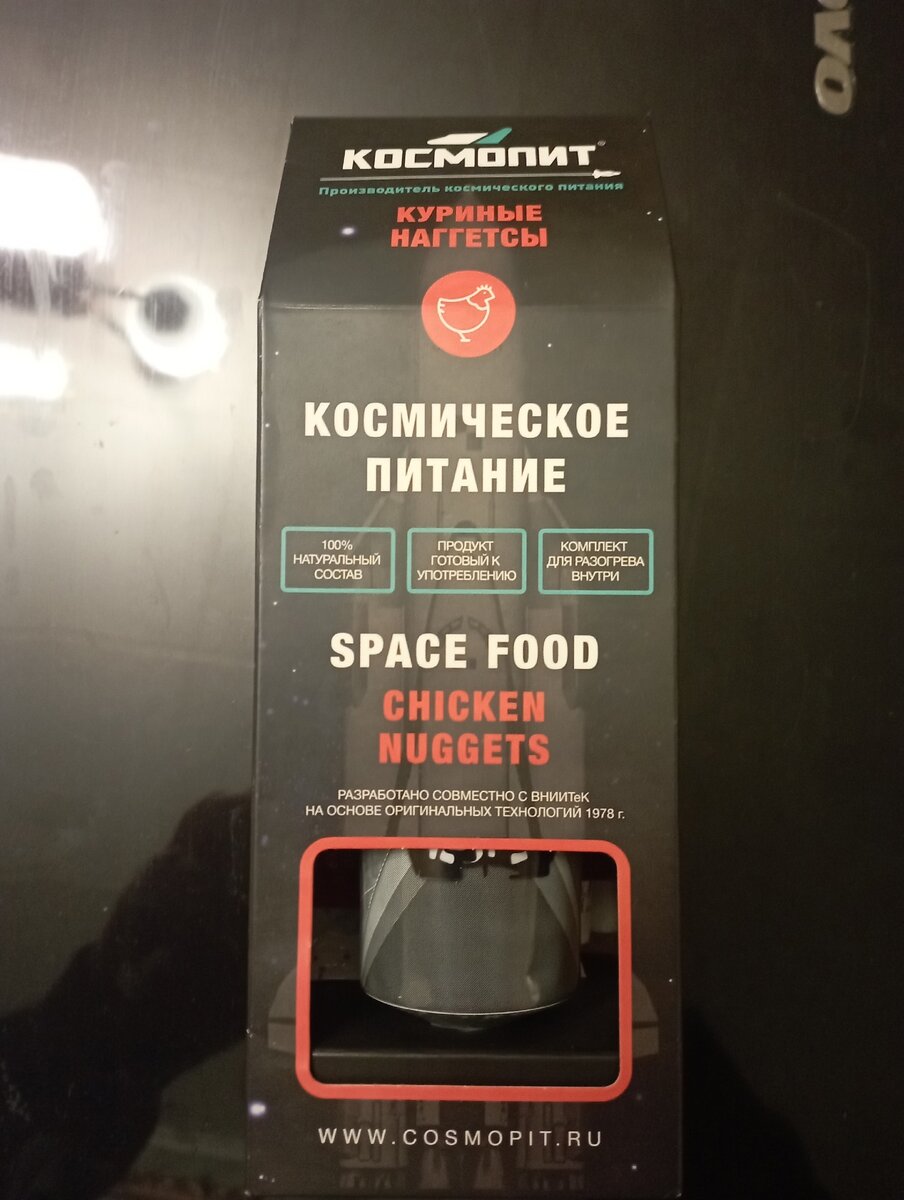 КОСМОПИТ®
Производитель космического питания
КУРИНЫЕ
НАГГЕТСЫ
КОСМИЧЕСКОЕ
ПИТАНИЕ
100%
НАТУРАЛЬНЫЙ
СОСТАВ
ПРОДУКТ
ГОТОВЫЙ К
УПОТРЕБЛЕНИЮ
КОМПЛЕКТ
ДЛЯ РАЗОГРЕВА
ВНУТРИ
SPACE FOOD
CHICKEN
NUGGETS
РАЗРАБОТАНО СОВМЕСТНО С ВНИИТеК
НА ОСНОВЕ ОРИГИНАЛЬНЫХ ТЕХНОЛОГИЙ 1978 г.
WWW.COSMOPIT.RU